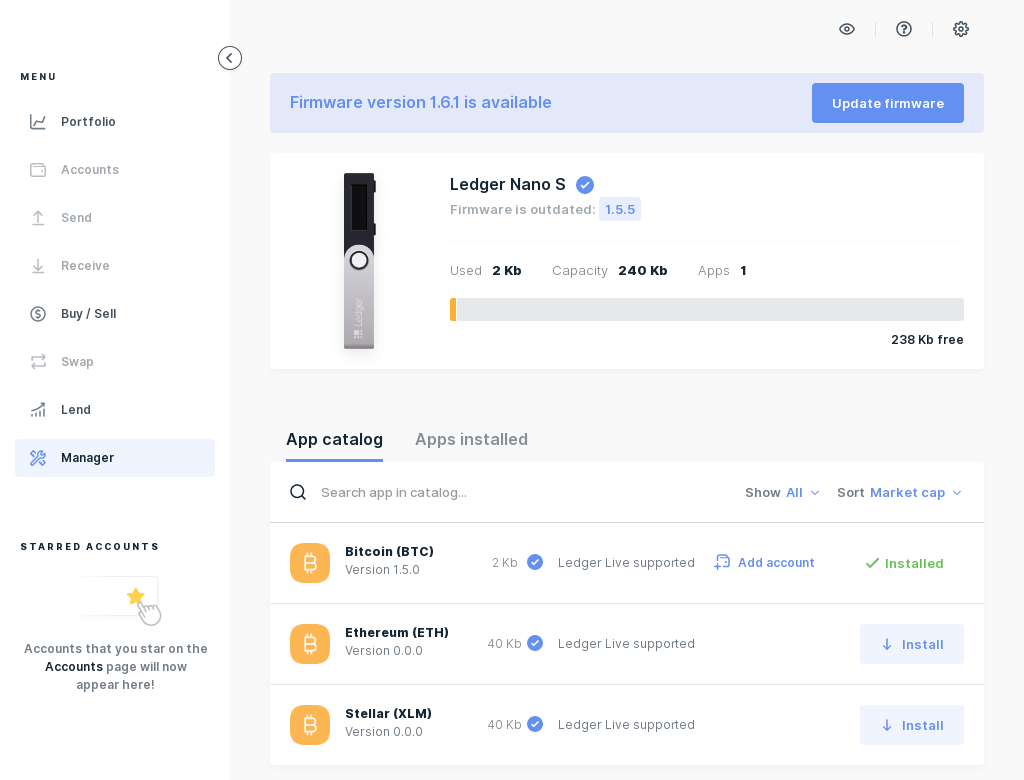 MENU
Portfolio
Accounts
Send
Receive
Buy / Sell
Swap
Lend
Manager
STARRED ACCOUNTS
Accounts that you star on the
Accounts page will now
appear here!
Firmware version 1.6.1 is available
Update firmware
Ledger Nano S
Firmware is outdated: 1.5.5
Used 2 Kb Capacity 240 Kb Apps 1
238 Kb free
Ledger
App catalog Apps installed
Search app in catalog... Show All Sort Market cap
Bitcoin (BTC)
Version 1.5.0
2 Kb Ledger Live supported Add account Installed
Ethereum (ETH)
Version 0.0.0
40 Kb Ledger Live supported Install
Stellar (XLM)
Version 0.0.0
40 Kb Ledger Live supported Install